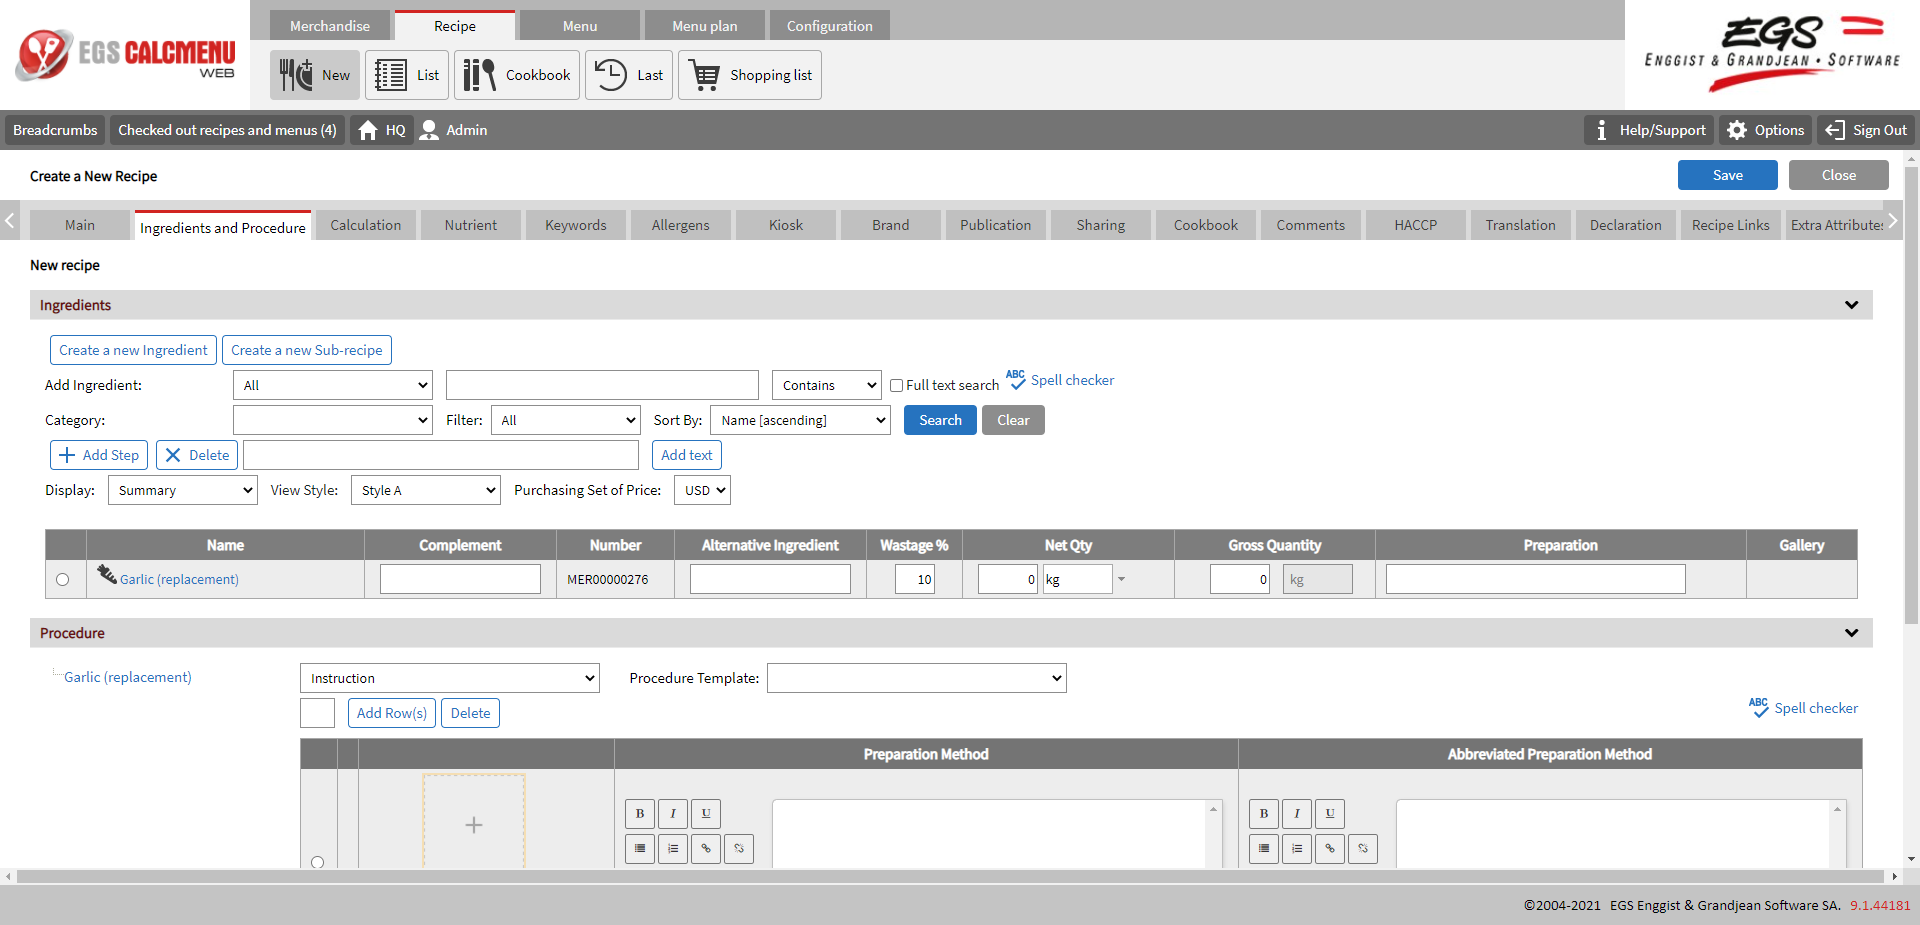 EGS CALCMENU
WEB
Merchandise Recipe Menu Menu plan Configuration
New List Cookbook Last Shopping list
EGS
ENGGIST & GRANDJEAN • SOFTWARE
Breadcrumbs Checked out recipes and menus (4) HQ Admin Help/Support Options Sign Out
Create a New Recipe Save Close
Main Ingredients and Procedure Calculation Nutrient Keywords Allergens Kiosk Brand Publication Sharing Cookbook Comments HACCP Translation Declaration Recipe Links Extra Attributes
New recipe
Ingredients
Create a new Ingredient Create a new Sub-recipe
Add Ingredient: All Contains Full text search ABC Spell checker
Category: Filter: All Sort By: Name [ascending] Search Clear
Add Step Delete Add text
Display: Summary View Style: Style A Purchasing Set of Price: USD
Name Complement Number Alternative Ingredient Wastage % Net Qty Gross Quantity Preparation Gallery
Garlic (replacement) MER00000276 10 0 kg 0 kg
Procedure
Garlic (replacement) Instruction Procedure Template:
Add Row(s) Delete ABC Spell checker
Preparation Method Abbreviated Preparation Method
B I U B I U
©2004-2021 EGS Enggist & Grandjean Software SA. 9.1.44181